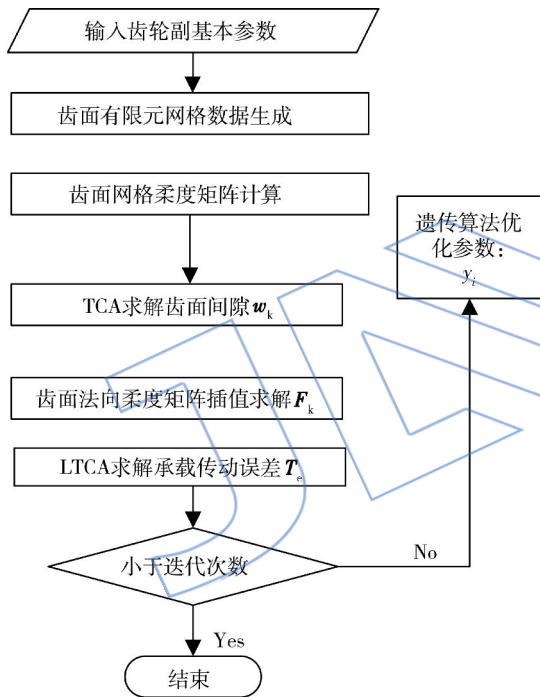 输入齿轮副基本参数
齿面有限元网格数据生成
齿面网格柔度矩阵计算
遗传算法优
化参数：
y_i
TCA求解齿面间隙w_k
齿面法向柔度矩阵插值求解F_k
LTCA求解承载传动误差T_e
小于迭代次数
No
Yes
结束